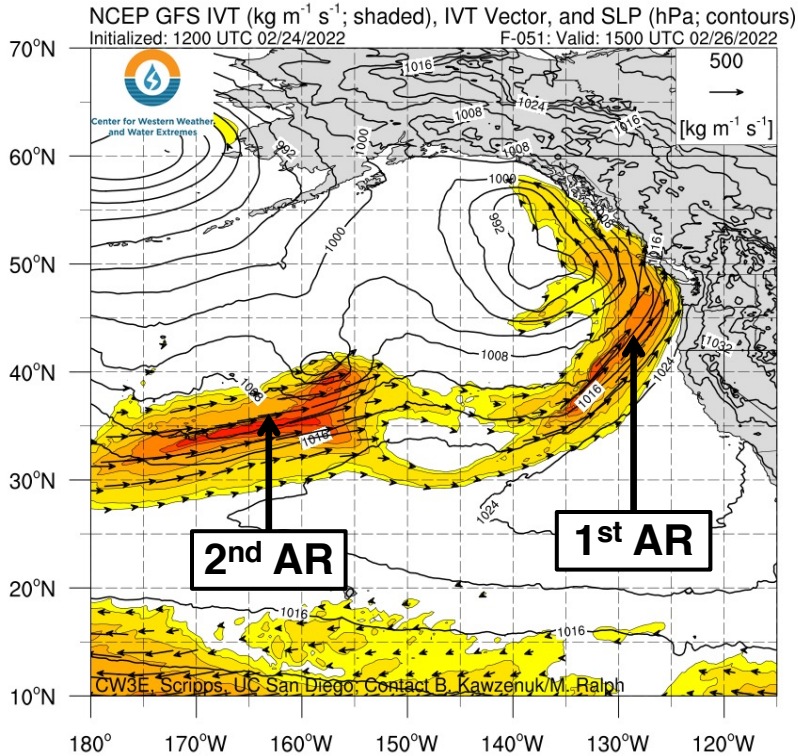 NCEP GFS IVT (kg m⁻¹ s⁻¹; shaded), IVT Vector, and SLP (hPa; contours)
Initialized: 1200 UTC 02/24/2022 F-051: Valid: 1500 UTC 02/26/2022
70°N
Center for Western Weather
and Water Extremes
500
[kg m⁻¹ s⁻¹]
1016
1024
1008
1016
1008
992
1000
60°N
1000
992
1000
1016
50°N
1008
1032
1024
40°N
1008
1016
1016
30°N
1024
2nd AR
1st AR
20°N
1016
1016
10°N
CW3E, Scripps, UC San Diego; Contact B. Kawzenuk/M. Ralph
180° 170°W 160°W 150°W 140°W 130°W 120°W